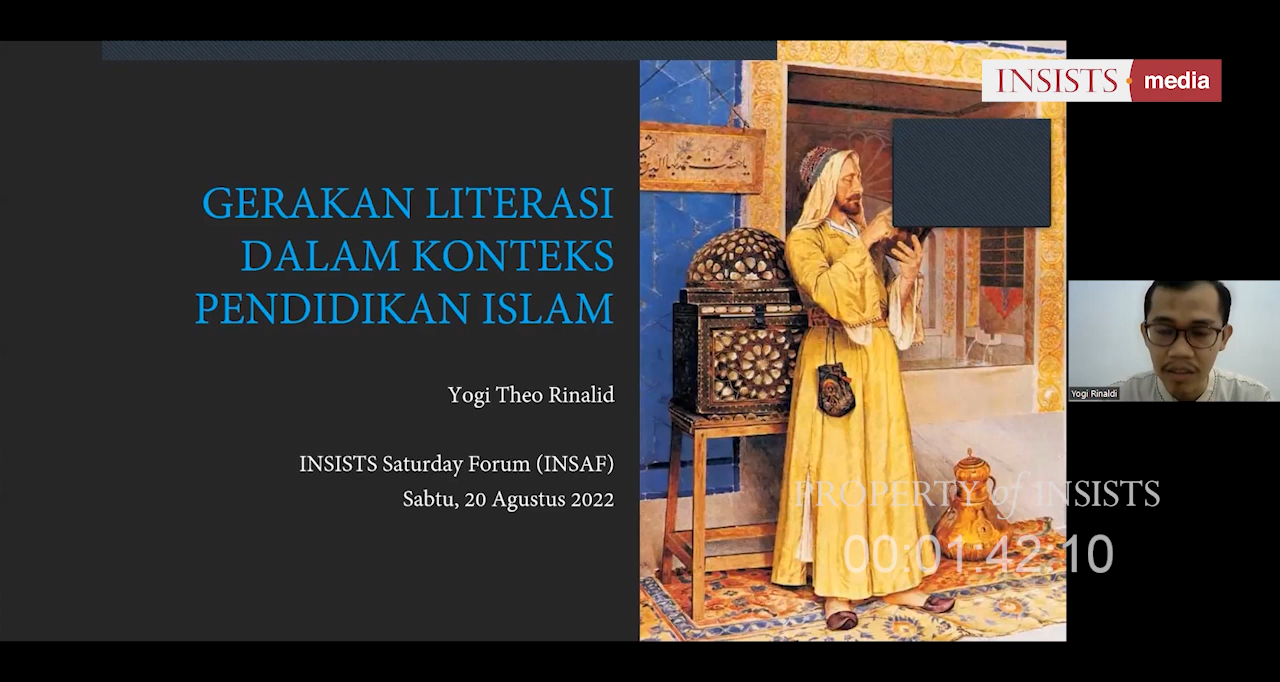 INSISTS media
GERAKAN LITERASI
DALAM KONTEKS
PENDIDIKAN ISLAM
Yogi Theo Rinalid
INSISTS Saturday Forum (INSAF)
Sabtu, 20 Agustus 2022
Yogi Rinaldi
PROPERTY of INSISTS
00:01:42:10